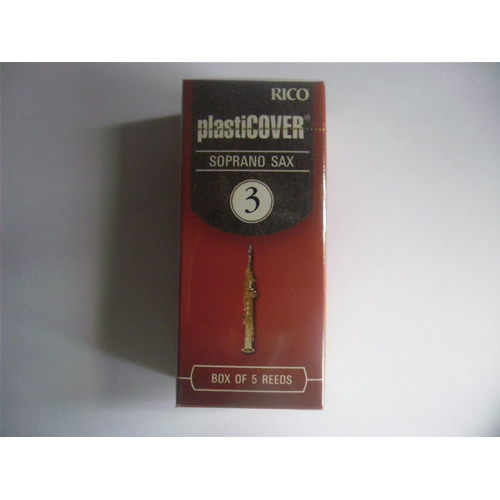 RICO
plastiCOVER®
SOPRANO SAX
3
BOX OF 5 REEDS